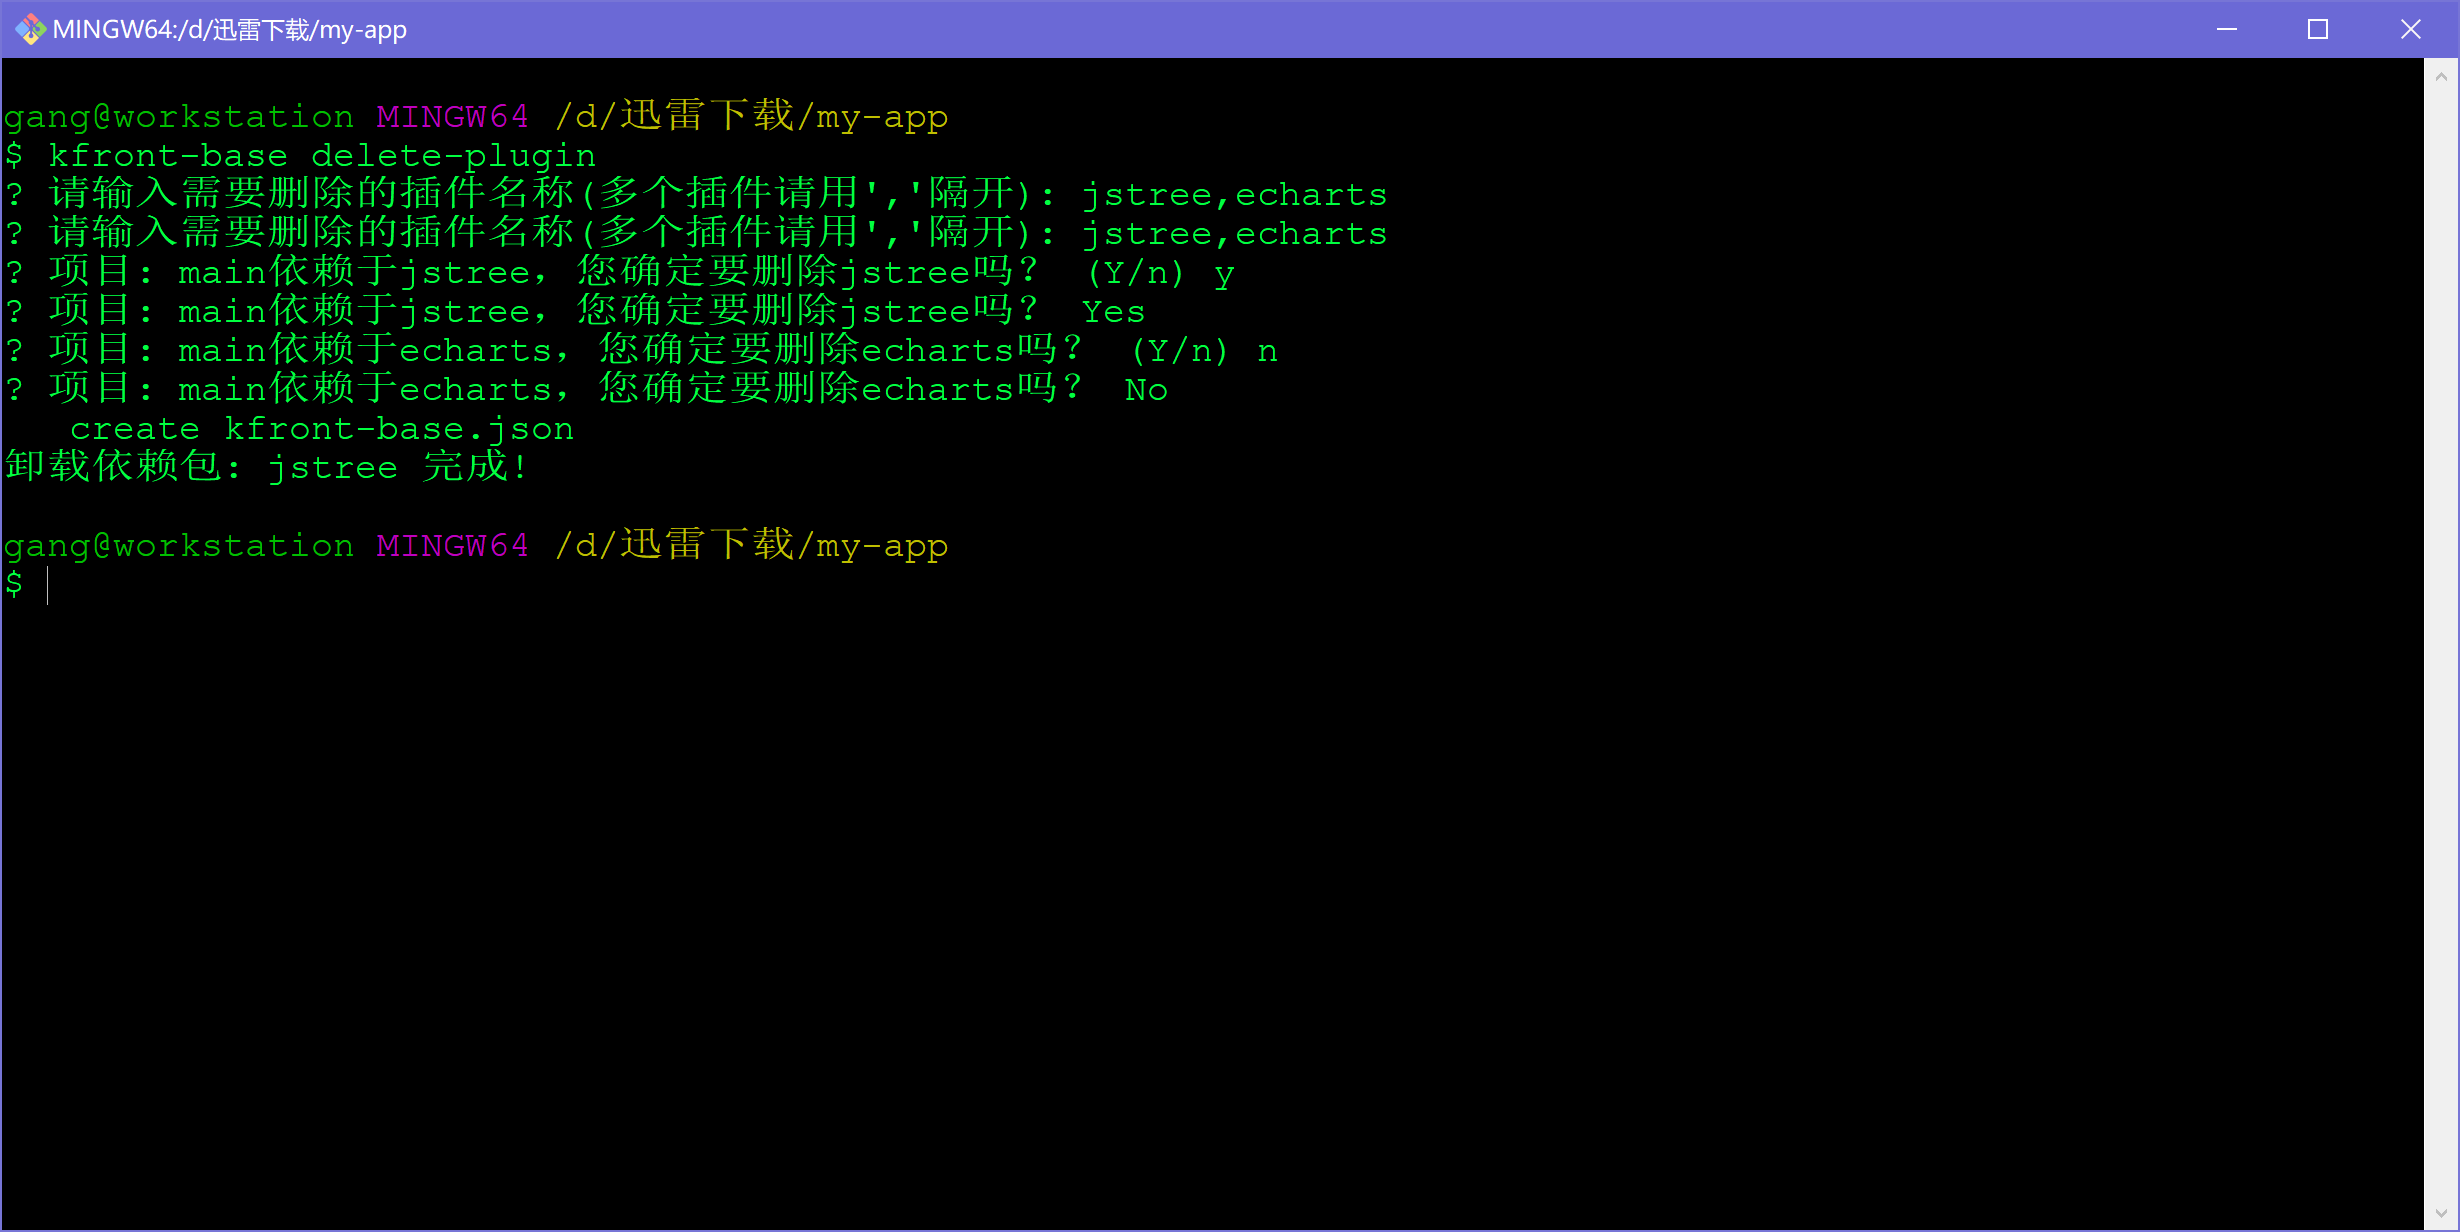 MINGW64:/d/迅雷下载/my-app
gang@workstation MINGW64 /d/迅雷下载/my-app
$ kfront-base delete-plugin
? 请输入需要删除的插件名称(多个插件请用','隔开): jstree,echarts
? 请输入需要删除的插件名称(多个插件请用','隔开): jstree,echarts
? 项目: main依赖于jstree, 您确定要删除jstree吗? (Y/n) y
? 项目: main依赖于jstree, 您确定要删除jstree吗? Yes
? 项目: main依赖于echarts, 您确定要删除echarts吗? (Y/n) n
? 项目: main依赖于echarts, 您确定要删除echarts吗? No
create kfront-base.json
卸载依赖包: jstree 完成!
gang@workstation MINGW64 /d/迅雷下载/my-app
$